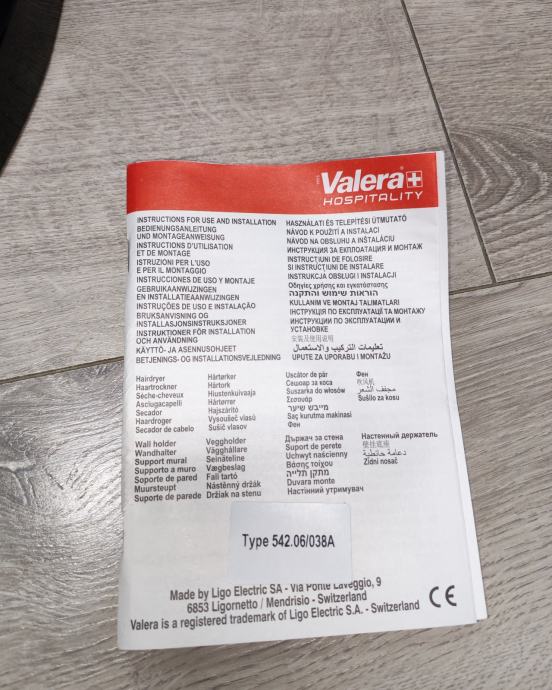 Valera
HOSPITALITY
INSTRUCTIONS FOR USE AND INSTALLATION
BEDIENUNGSANLEITUNG
UND MONTAGEANWEISUNG
INSTRUCTIONS D'UTILISATION
ET DE MONTAGE
ISTRUZIONI PER L'USO
E PER IL MONTAGGIO
INSTRUCCIONES DE USO Y MONTAJE
GEBRUIKAANWIJZINGEN
EN INSTALLATIEAANWIJZINGEN
INSTRUÇÕES DE USO E INSTALAÇÃO
BRUKSANVISNING OG
INSTALLASJONSINSTRUKSJONER
INSTRUKTIONER FÖR INSTALLATION
OCH ANVÄNDNING
KÄYTTÖ- JA ASENNUSOHJEET
BETJENINGS- OG INSTALLATIONSVEJLEDNING
HASZNÁLATI ÉS TELEPÍTÉSI ÚTMUTATÓ
NÁVOD K POUŽITÍ A INSTALACI
NÁVOD NA OBSLUHU A INŠTALÁCIU
ИНСТРУКЦИЯ ЗА ЕКПЛОАТАЦИЯ И МОНТАЖ
INSTRUCŢIUNI DE FOLOSIRE
SI INSTRUCŢIUNI DE INSTALARE
INSTRUKCJA OBSŁUGI I INSTALACJI
Οδηγίες χρήσης και εγκατάστασης
הוראות שימוש והתקנה
KULLANIM VE MONTAJ TALIMATLARI
ІНСТРУКЦІЯ ПО ЕКСПЛУАТАЦІЇ ТА МОНТАЖУ
ИНСТРУКЦИИ ПО ЭКСПЛУАТАЦИИ И
УСТАНОВКЕ
安装及使用说明
تعليمات التركيب والاستعمال
UPUTE ZA UPORABU I MONTAŽU
Hairdryer
Haartrockner
Sèche-cheveux
Asciugacapelli
Secador
Haardroger
Secador de cabelo
Hårtørker
Hårtork
Hiustenkuivaaja
Hårtørrer
Hajszárító
Vysoušeč vlasů
Sušič vlasov
Uscător de păr
Сешоар за коса
Suszarka do włosów
Σεσουάρ
מייבש שיער
Saç kurutma makinasi
Фен
Фен
吹风机
مجفف الشعر
Sušilo za kosu
Wall holder
Wandhalter
Support mural
Supporto a muro
Soporte de pared
Muursteupt
Suporte de parede
Veggholder
Vägghållare
Seinäteline
Vægbeslag
Fali tartó
Nástěnný držák
Držiak na stenu
Държач за стена
Suport de perete
Uchwyt naścienny
Βάσης τοίχου
מתקן תלייה
Duvara monte
Настінний утримувач
Настенный держатель
壁挂底座
دعامة حائطية
Zidni nosač
Type 542.06/038A
Made by Ligo Electric SA - Via Ponte Laveggio, 9
6853 Ligornetto / Mendrisio - Switzerland
Valera is a registered trademark of Ligo Electric S.A. - Switzerland
CE